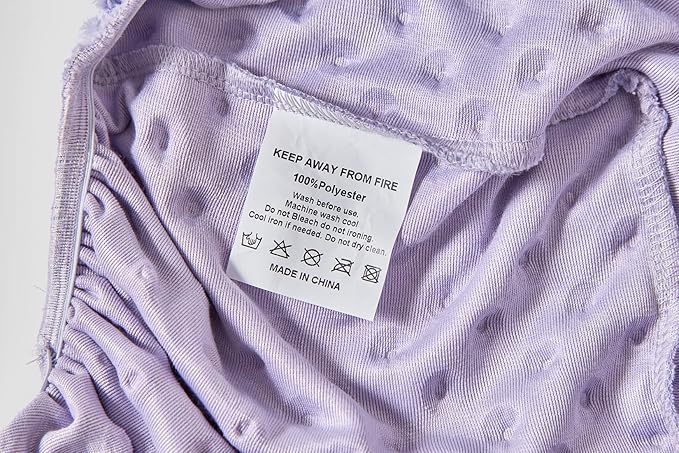 KEEP AWAY FROM FIRE
100%Polyester
Wash before use.
Machine wash cool
Do not Bleach do not ironing.
Cool iron if needed. Do not dry clean.
MADE IN CHINA